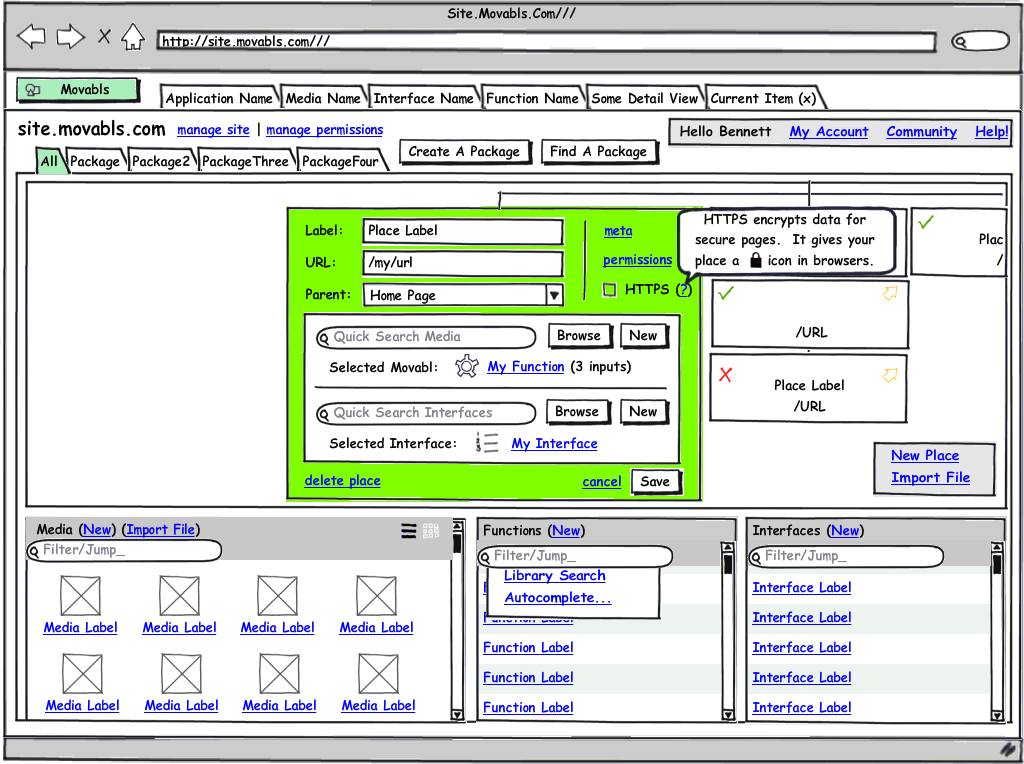 Site.Movabls.Com///
http://site.movabls.com///
Movabls
Application Name Media Name Interface Name Function Name Some Detail View Current Item (x)
site.movabls.com manage site | manage permissions
Hello Bennett My Account Community Help!
Create A Package Find A Package
All Package Package2 PackageThree PackageFour
Label: Place Label
URL: /my/url
Parent: Home Page
meta
permissions
HTTPS (?)
HTTPS encrypts data for
secure pages. It gives your
place a icon in browsers.
Plac
/
/URL
Place Label
/URL
Quick Search Media Browse New
Selected Movabl: My Function (3 inputs)
Quick Search Interfaces Browse New
Selected Interface: 1 2 3 My Interface
delete place cancel Save
New Place
Import File
Media (New) (Import File)
Filter/Jump_
Media Label Media Label Media Label Media Label
Media Label Media Label Media Label Media Label
Functions (New)
Filter/Jump_
Library Search
Autocomplete...
Function Label
Function Label
Function Label
Interfaces (New)
Filter/Jump_
Interface Label
Interface Label
Interface Label
Interface Label
Interface Label